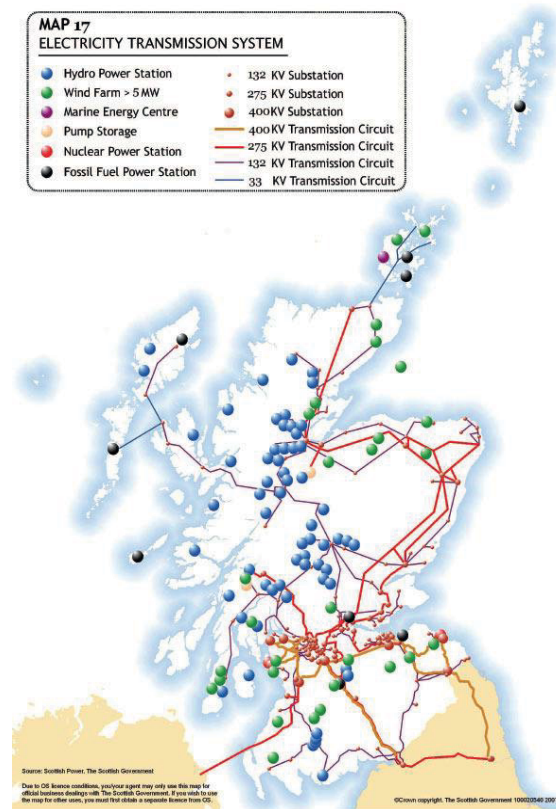 MAP 17
ELECTRICITY TRANSMISSION SYSTEM
Hydro Power Station
Wind Farm > 5 MW
Marine Energy Centre
Pump Storage
Nuclear Power Station
Fossil Fuel Power Station
132 KV Substation
275 KV Substation
400KV Substation
400KV Transmission Circuit
275 KV Transmission Circuit
132 KV Transmission Circuit
33 KV Transmission Circuit
Source: Scottish Power, The Scottish Government
Due to OS licence conditions, you/your agent may only use this map for
official business dealings with The Scottish Government. If you wish to use
the map for other uses, you must first obtain a separate licence from OS.
©Crown copyright. The Scottish Government 100020540 200